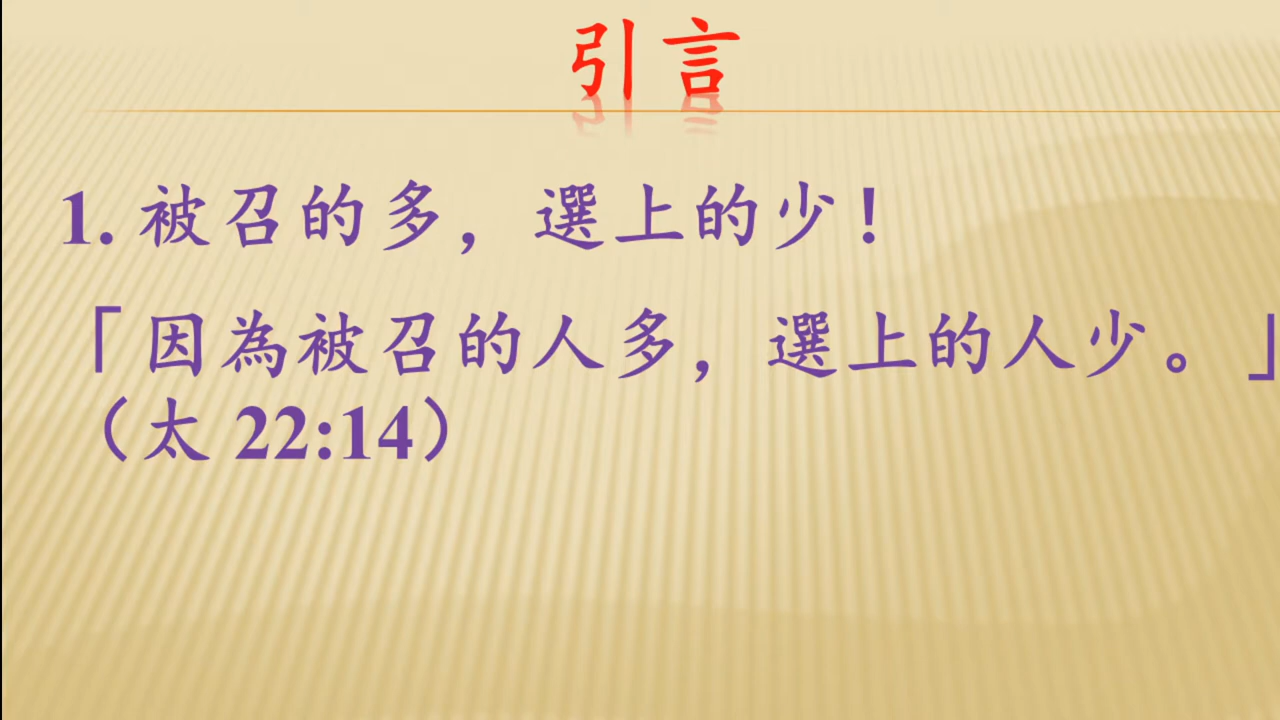 引言
1. 被召的多，選上的少！
「因為被召的人多，選上的人少。」
（太 22:14）